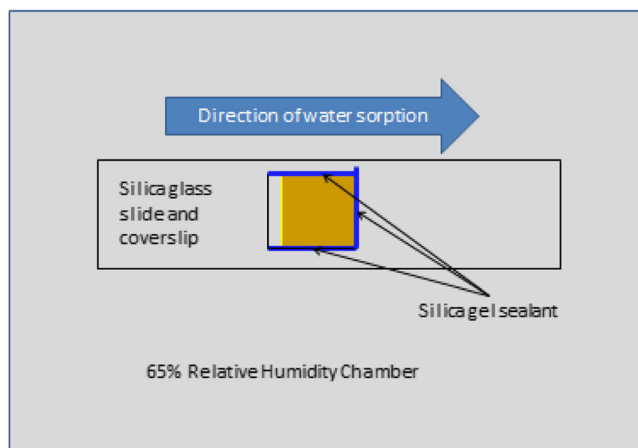 Direction of water sorption
Silica glass
slide and
coverslip
Silica gel sealant
65% Relative Humidity Chamber